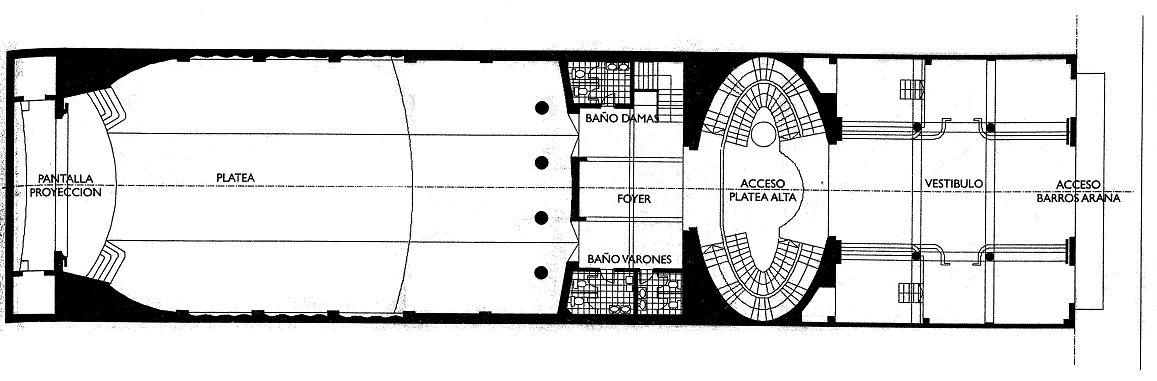 PANTALLA
PROYECCION
PLATEA
BAÑO DAMAS
FOYER
BAÑO VARONES
ACCESO
PLATEA ALTA
VESTIBULO
ACCESO
BARROS ARANA